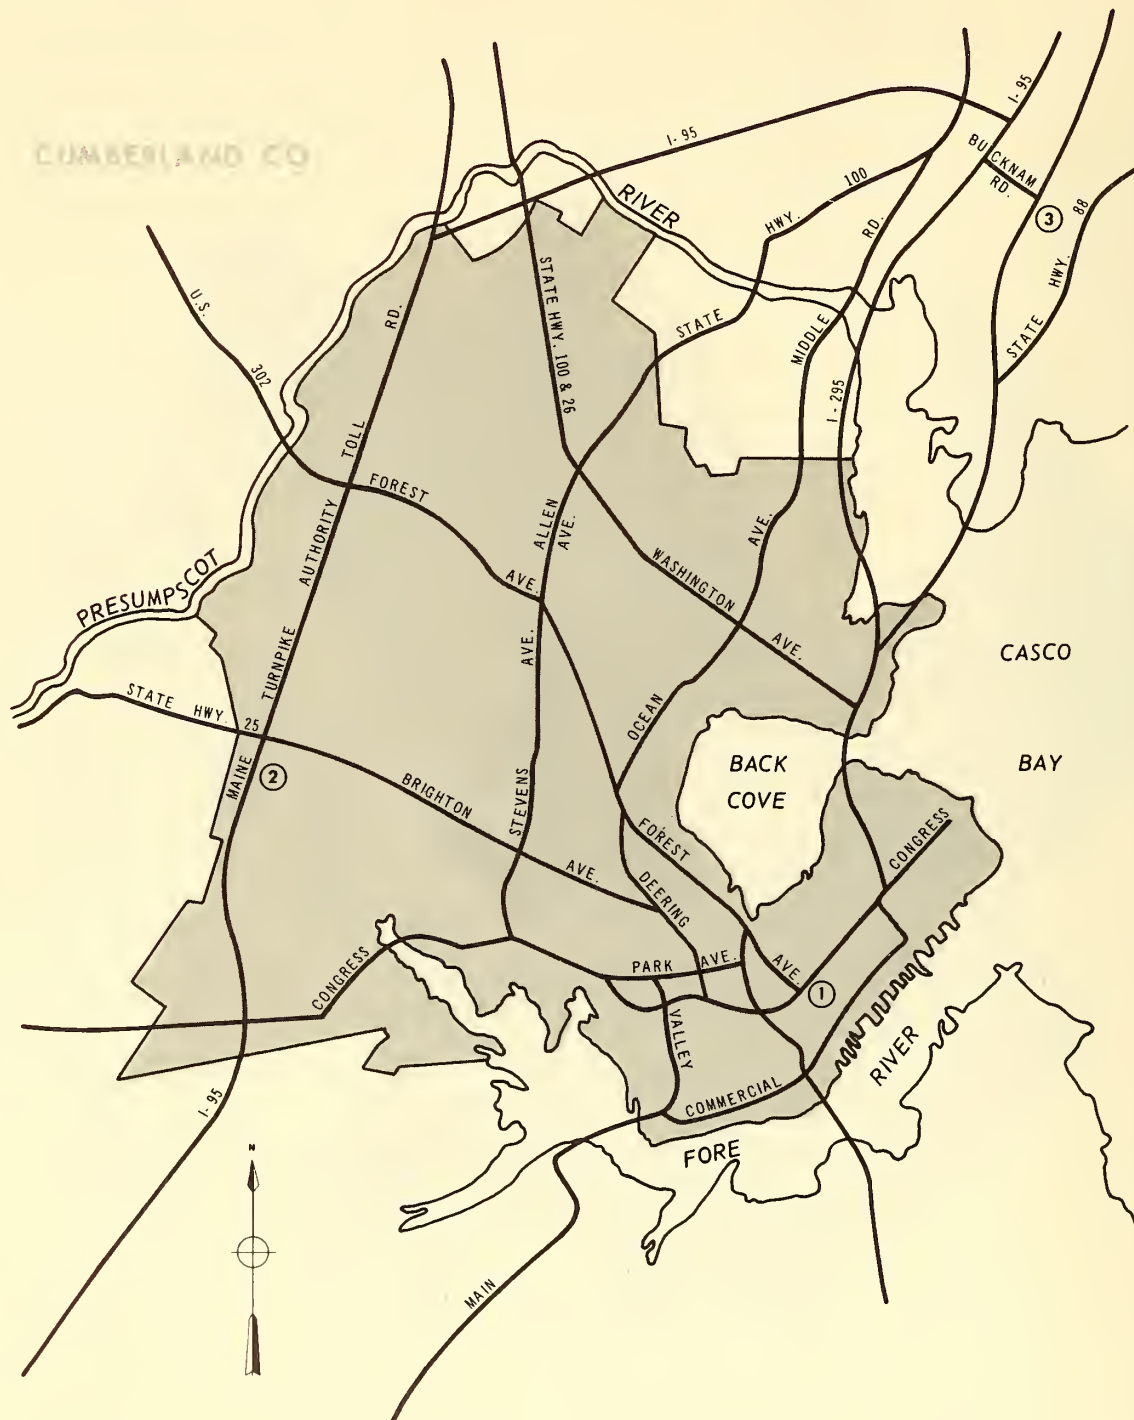 CUMBERLAND CO
I-95
I-95
BUCKNAM
RD.
3
STATE HWY. 88
STATE HWY. 100
RIVER
MIDDLE RD.
I-295
U.S. 302
STATE HWY. 100 & 26
MAINE TURNPIKE AUTHORITY TOLL RD.
FOREST AVE.
ALLEN
AVE.
WASHINGTON AVE.
OCEAN AVE.
PRESUMPSCOT
STATE HWY. 25
2
BRIGHTON AVE.
STEVENS AVE.
CASCO
BAY
BACK
COVE
FOREST AVE.
DEERING
CONGRESS
PARK AVE.
1
CONGRESS
VALLEY
COMMERCIAL
FORE
RIVER
I-95
N
MAIN